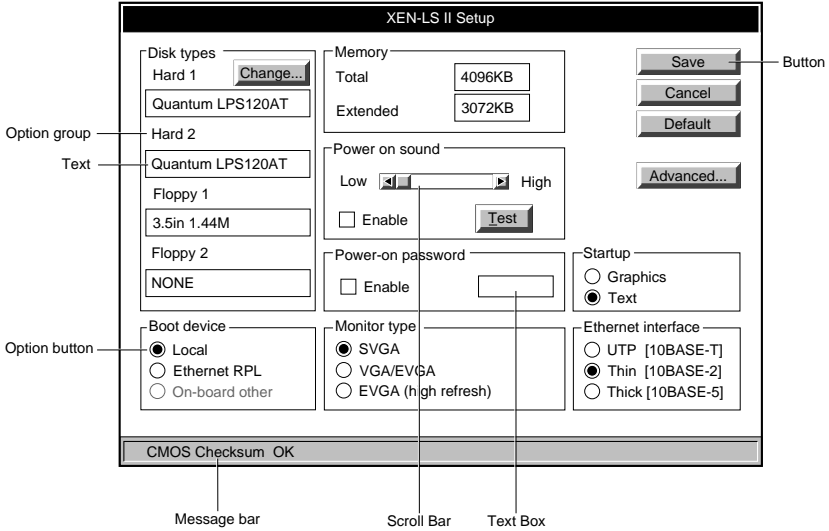 XEN-LS II Setup
Disk types
Hard 1
Change...
Quantum LPS120AT
Hard 2
Quantum LPS120AT
Floppy 1
3.5in 1.44M
Floppy 2
NONE
Memory
Total
4096KB
Extended
3072KB
Power on sound
Low
High
Enable
Test
Power-on password
Enable
Save
Cancel
Default
Advanced...
Startup
Graphics
Text
Boot device
Local
Ethernet RPL
On-board other
Monitor type
SVGA
VGA/EVGA
EVGA (high refresh)
Ethernet interface
UTP [10BASE-T]
Thin [10BASE-2]
Thick [10BASE-5]
CMOS Checksum OK
Button
Option group
Text
Option button
Message bar
Scroll Bar
Text Box